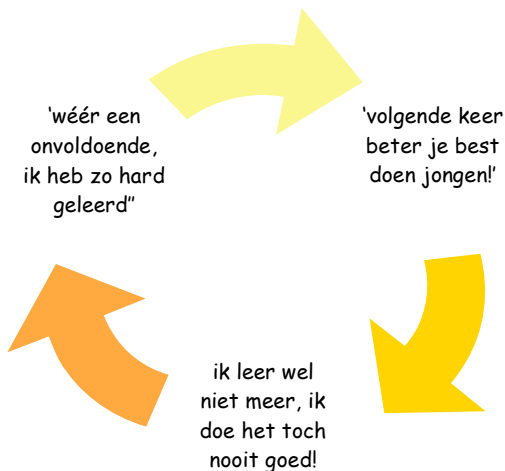 ‘wéér een
onvoldoende,
ik heb zo hard
geleerd”
‘volgende keer
beter je best
doen jongen!’
ik leer wel
niet meer, ik
doe het toch
nooit goed!